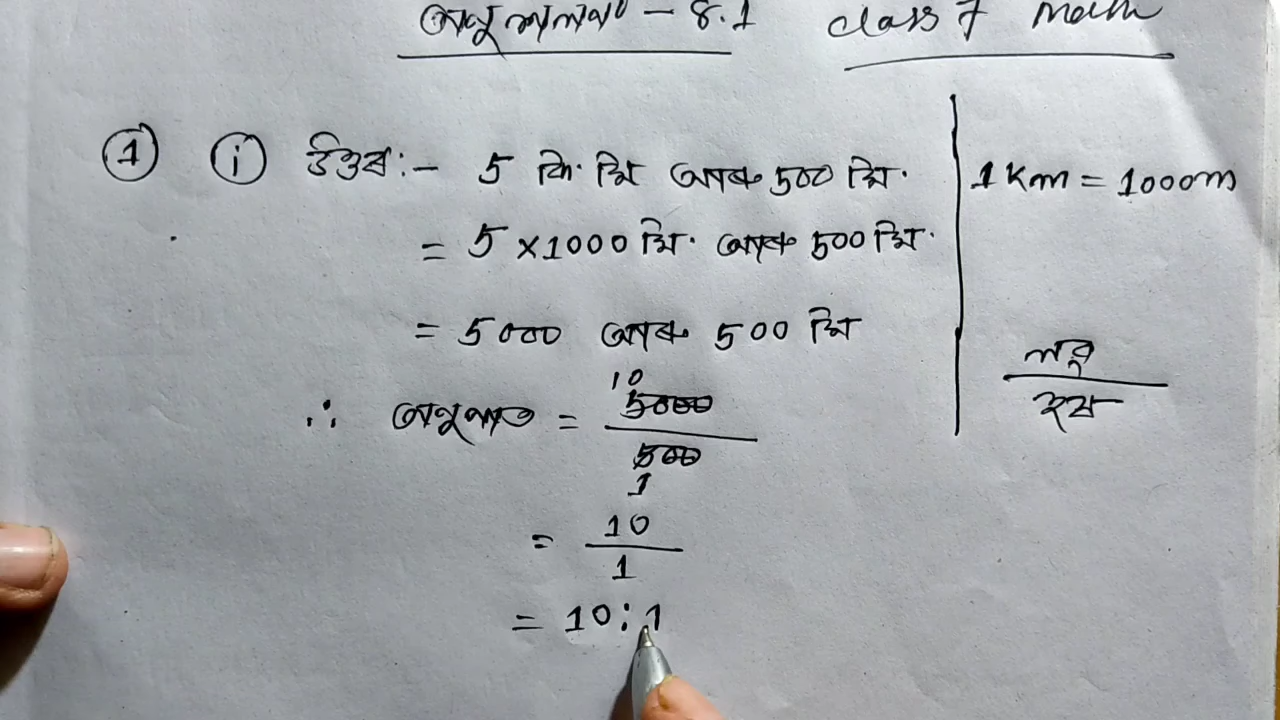 অনুশীলনী - 8.1 class 7 Math
① ⓘ উত্তৰ:- 5 কি.মি আৰু 500 মি.
1 Km = 1000m
= 5 ×1000 মি. আৰু 500 মি.
= 5000 আৰু 500 মি
লৱ
হৰ
∴ অনুপাত = 5000/500
10
1
= 10/1
= 10:1